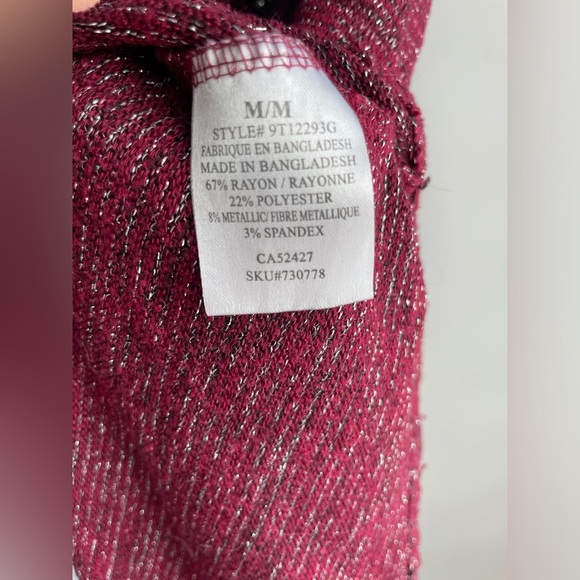 M/M
STYLE# 9T12293G
FABRIQUE EN BANGLADESH
MADE IN BANGLADESH
67% RAYON / RAYONNE
22% POLYESTER
8% METALLIC/ FIBRE METALLIQUE
3% SPANDEX
CA52427
SKU#730778